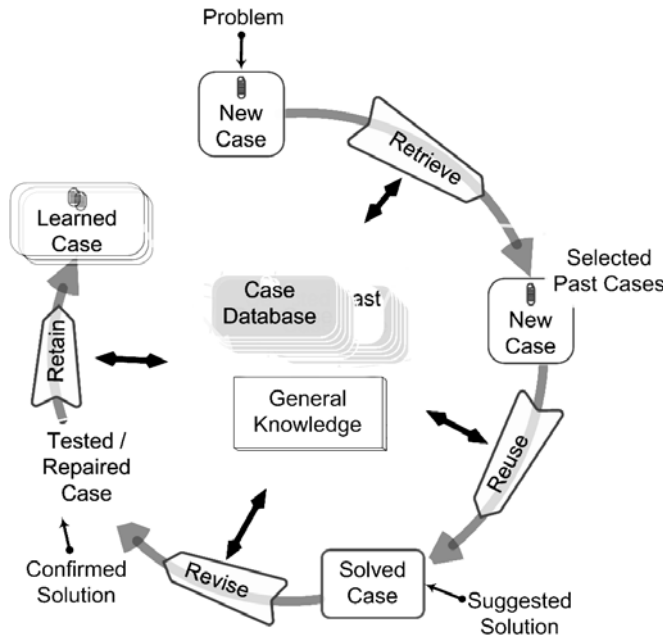 Problem
New
Case
Retrieve
Learned
Case
Selected
Past Cases
Case
Database
New
Case
Retain
General
Knowledge
Tested /
Repaired
Case
Reuse
Confirmed
Solution
Revise
Solved
Case
Suggested
Solution